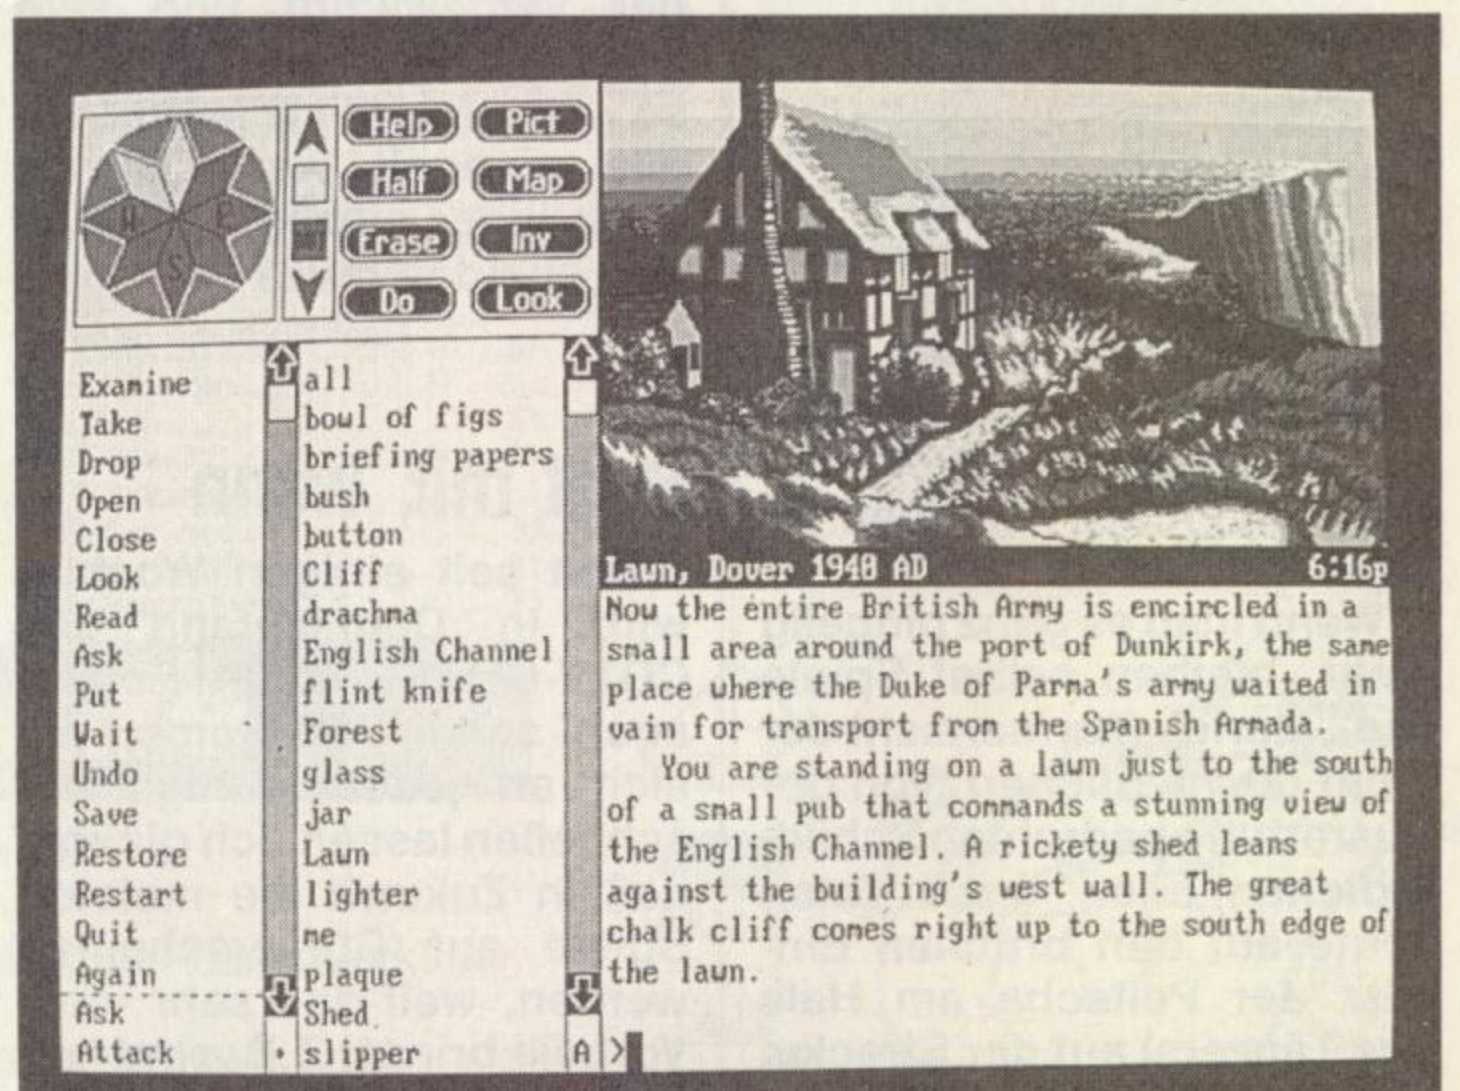 Help Pict
Half Map
Erase Inv
Do Look
E
S
Examine
Take
Drop
Open
Close
Look
Read
Ask
Put
Wait
Undo
Save
Restore
Restart
Quit
Again
Ask
Attack
all
bowl of figs
briefing papers
bush
button
Cliff
drachma
English Channel
flint knife
Forest
glass
jar
Lawn
lighter
me
plaque
Shed
slipper
A
Lawn, Dover 1940 AD 6:16p
Now the entire British Army is encircled in a
small area around the port of Dunkirk, the same
place where the Duke of Parma's army waited in
vain for transport from the Spanish Armada.
You are standing on a lawn just to the south
of a small pub that commands a stunning view of
the English Channel. A rickety shed leans
against the building's west wall. The great
chalk cliff comes right up to the south edge of
the lawn.
>